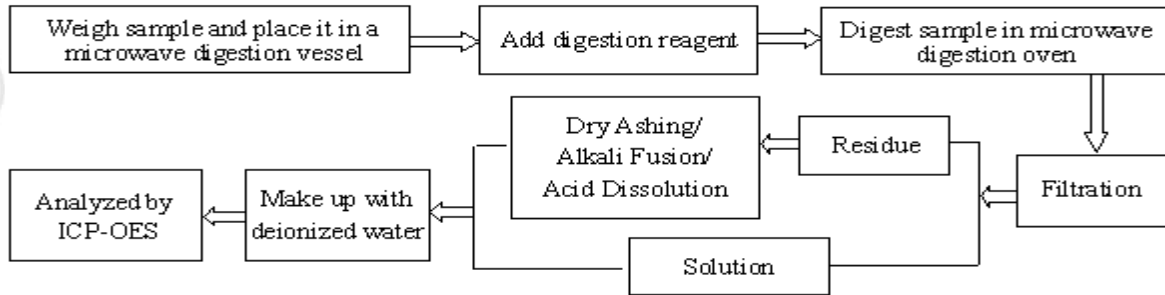 Weigh sample and place it in a
microwave digestion vessel
Add digestion reagent
Digest sample in microwave
digestion oven
Filtration
Residue
Dry Ashing/
Alkali Fusion/
Acid Dissolution
Solution
Make up with
deionized water
Analyzed by
ICP-OES